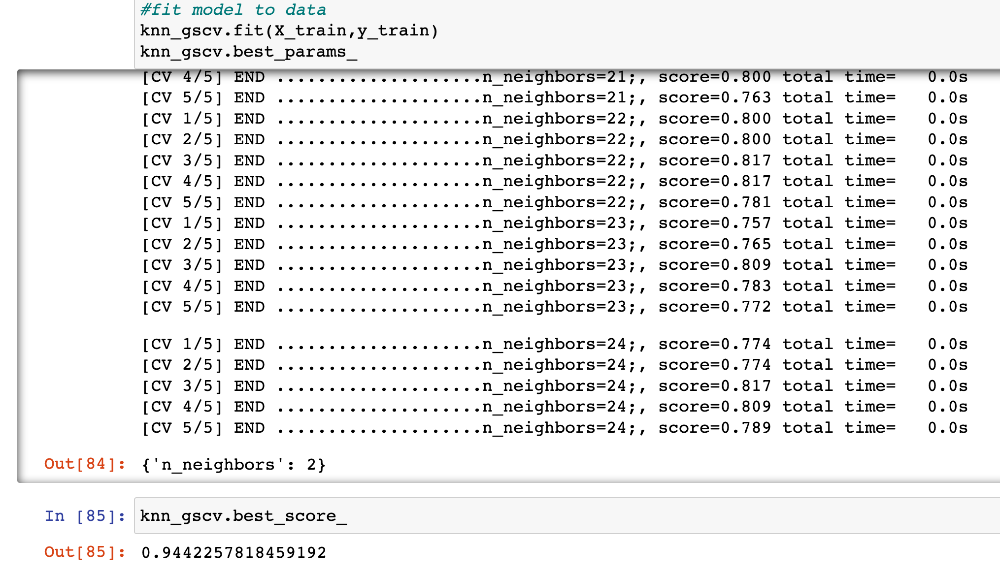 #fit model to data
knn_gscv.fit(X_train,y_train)
knn_gscv.best_params_
[CV 4/5] END ....................n_neighbors=21;, score=0.800 total time=   0.0s
[CV 5/5] END ....................n_neighbors=21;, score=0.763 total time=   0.0s
[CV 1/5] END ....................n_neighbors=22;, score=0.800 total time=   0.0s
[CV 2/5] END ....................n_neighbors=22;, score=0.800 total time=   0.0s
[CV 3/5] END ....................n_neighbors=22;, score=0.817 total time=   0.0s
[CV 4/5] END ....................n_neighbors=22;, score=0.817 total time=   0.0s
[CV 5/5] END ....................n_neighbors=22;, score=0.781 total time=   0.0s
[CV 1/5] END ....................n_neighbors=23;, score=0.757 total time=   0.0s
[CV 2/5] END ....................n_neighbors=23;, score=0.765 total time=   0.0s
[CV 3/5] END ....................n_neighbors=23;, score=0.809 total time=   0.0s
[CV 4/5] END ....................n_neighbors=23;, score=0.783 total time=   0.0s
[CV 5/5] END ....................n_neighbors=23;, score=0.772 total time=   0.0s
[CV 1/5] END ....................n_neighbors=24;, score=0.774 total time=   0.0s
[CV 2/5] END ....................n_neighbors=24;, score=0.774 total time=   0.0s
[CV 3/5] END ....................n_neighbors=24;, score=0.817 total time=   0.0s
[CV 4/5] END ....................n_neighbors=24;, score=0.809 total time=   0.0s
[CV 5/5] END ....................n_neighbors=24;, score=0.789 total time=   0.0s
Out[84]: {'n_neighbors': 2}
In [85]: knn_gscv.best_score_
Out[85]: 0.9442257818459192